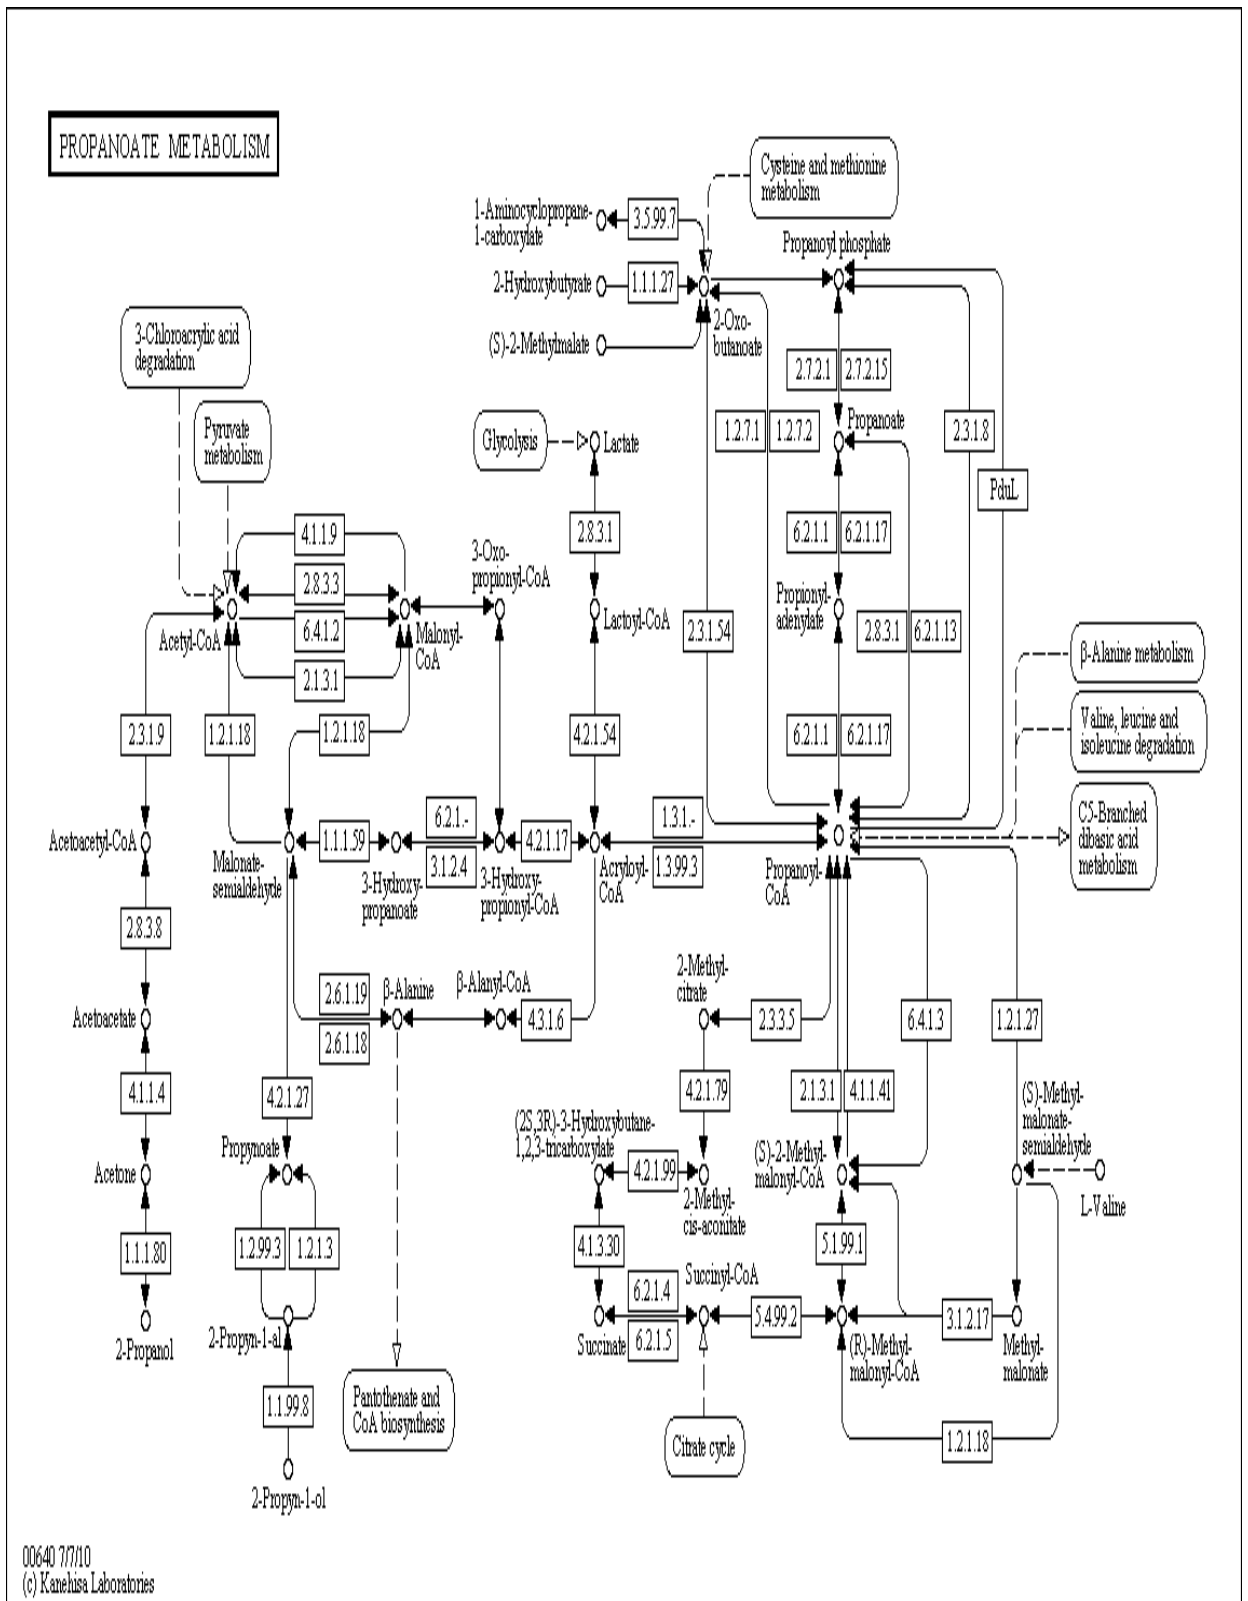 PROPANOATE METABOLISM
Cysteine and methionine
metabolism
1-Aminocyclopropane-
1-carboxylate
3.5.99.7
Propanoyl phosphate
2-Hydroxybutyrate
1.1.1.27
2-Oxo-
butanoate
(S)-2-Methylmalate
3-Chloroacrylic acid
degradation
2.7.2.1
2.7.2.15
Pyruvate
metabolism
Glycolysis
Lactate
1.2.7.1
1.2.7.2
Propanoate
2.3.1.8
PduL
4.1.1.9
2.8.3.1
6.2.1.1
6.2.1.17
3-Oxo-
propionyl-CoA
2.8.3.3
Acetyl-CoA
6.4.1.2
Malonyl-
CoA
Lactoyl-CoA
2.3.1.54
Propionyl-
adenylate
2.8.3.1
6.2.1.13
2.1.3.1
β-Alanine metabolism
Valine, leucine and
isoleucine degradation
2.3.1.9
1.2.1.18
1.2.1.18
4.2.1.54
6.2.1.1
6.2.1.17
C5-Branched
dibasic acid
metabolism
Acetoacetyl-CoA
Malonate-
semialdehyde
1.1.1.59
3-Hydroxy-
propanoate
6.2.1.-
3.1.2.4
3-Hydroxy-
propionyl-CoA
4.2.1.17
Acryloyl-
CoA
1.3.1.-
1.3.99.3
Propanoyl-
CoA
2.8.3.8
2-Methyl-
citrate
Acetoacetate
2.6.1.19
2.6.1.18
β-Alanine
β-Alanyl-CoA
4.3.1.6
2.3.3.5
6.4.1.3
1.2.1.27
4.1.1.4
4.2.1.27
4.2.1.79
2.1.3.1
4.1.1.41
(S)-Methyl-
malonate-
semialdehyde
(2S,3R)-3-Hydroxybutane-
1,2,3-tricarboxylate
Acetone
Propynoate
4.2.1.99
2-Methyl-
cis-aconitate
(S)-2-Methyl-
malonyl-CoA
L-Valine
1.1.1.80
1.2.99.3
1.2.1.3
4.1.3.30
5.1.99.1
2-Propanol
2-Propyn-1-al
Succinate
6.2.1.4
6.2.1.5
Succinyl-CoA
5.4.99.2
(R)-Methyl-
malonyl-CoA
3.1.2.17
Methyl-
malonate
1.1.99.8
Pantothenate and
CoA biosynthesis
Citrate cycle
1.2.1.18
2-Propyn-1-ol
00640 7/7/10
(c) Kanehisa Laboratories